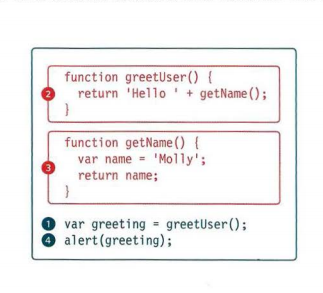 function greetUser() {
2 return 'Hello ' + getName();
}
function getName() {
3 var name = 'Molly';
return name;
}
1 var greeting = greetUser();
4 alert(greeting);